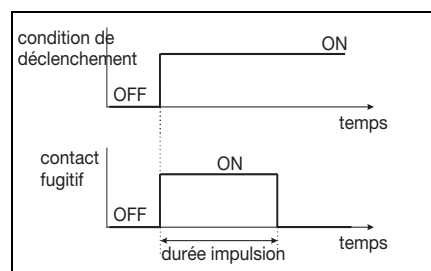 condition de
déclenchement
ON
OFF
temps
contact
fugitif
ON
OFF
durée impulsion
temps